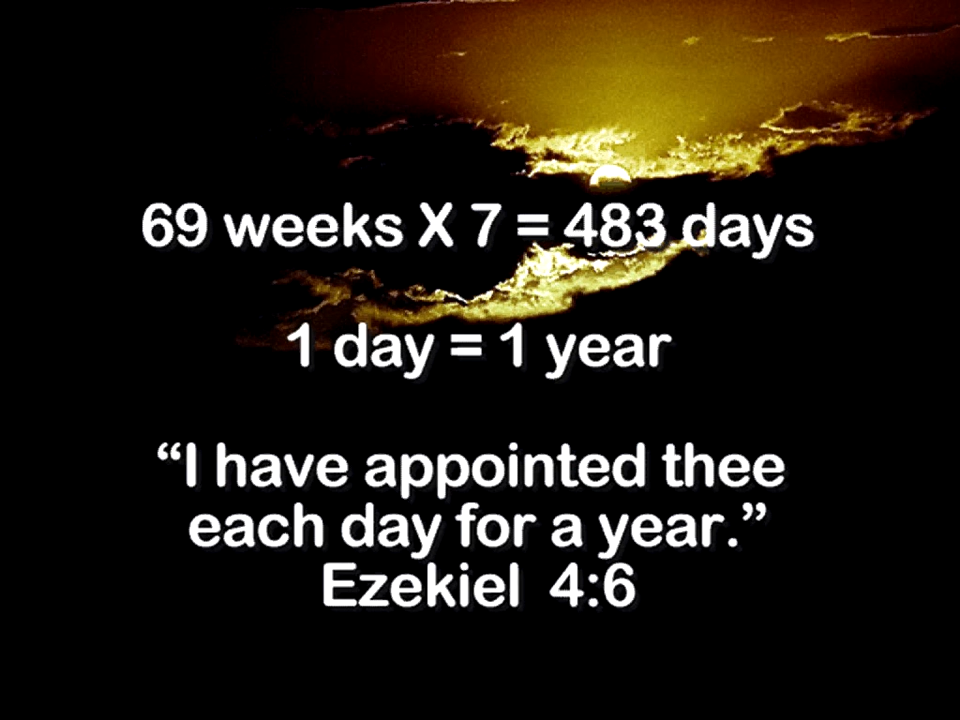 69 weeks X 7 = 483 days
1 day = 1 year
“I have appointed thee
each day for a year.”
Ezekiel 4:6